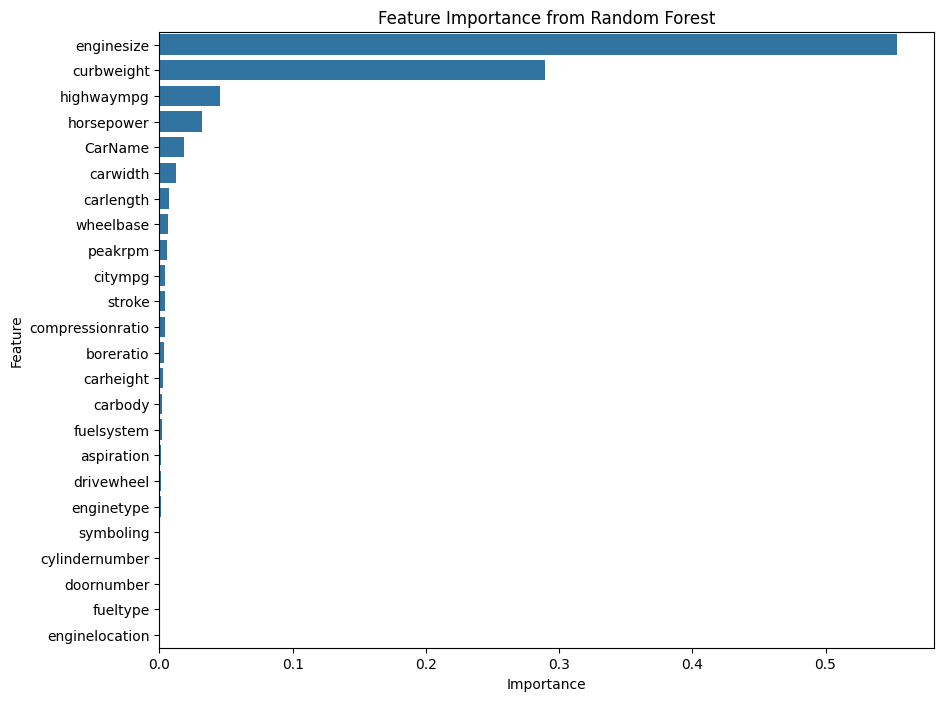 Feature Importance from Random Forest
Feature
enginesize
curbweight
highwaympg
horsepower
CarName
carwidth
carlength
wheelbase
peakrpm
citympg
stroke
compressionratio
boreratio
carheight
carbody
fuelsystem
aspiration
drivewheel
enginetype
symboling
cylindernumber
doornumber
fueltype
enginelocation
0.0 0.1 0.2 0.3 0.4 0.5
Importance